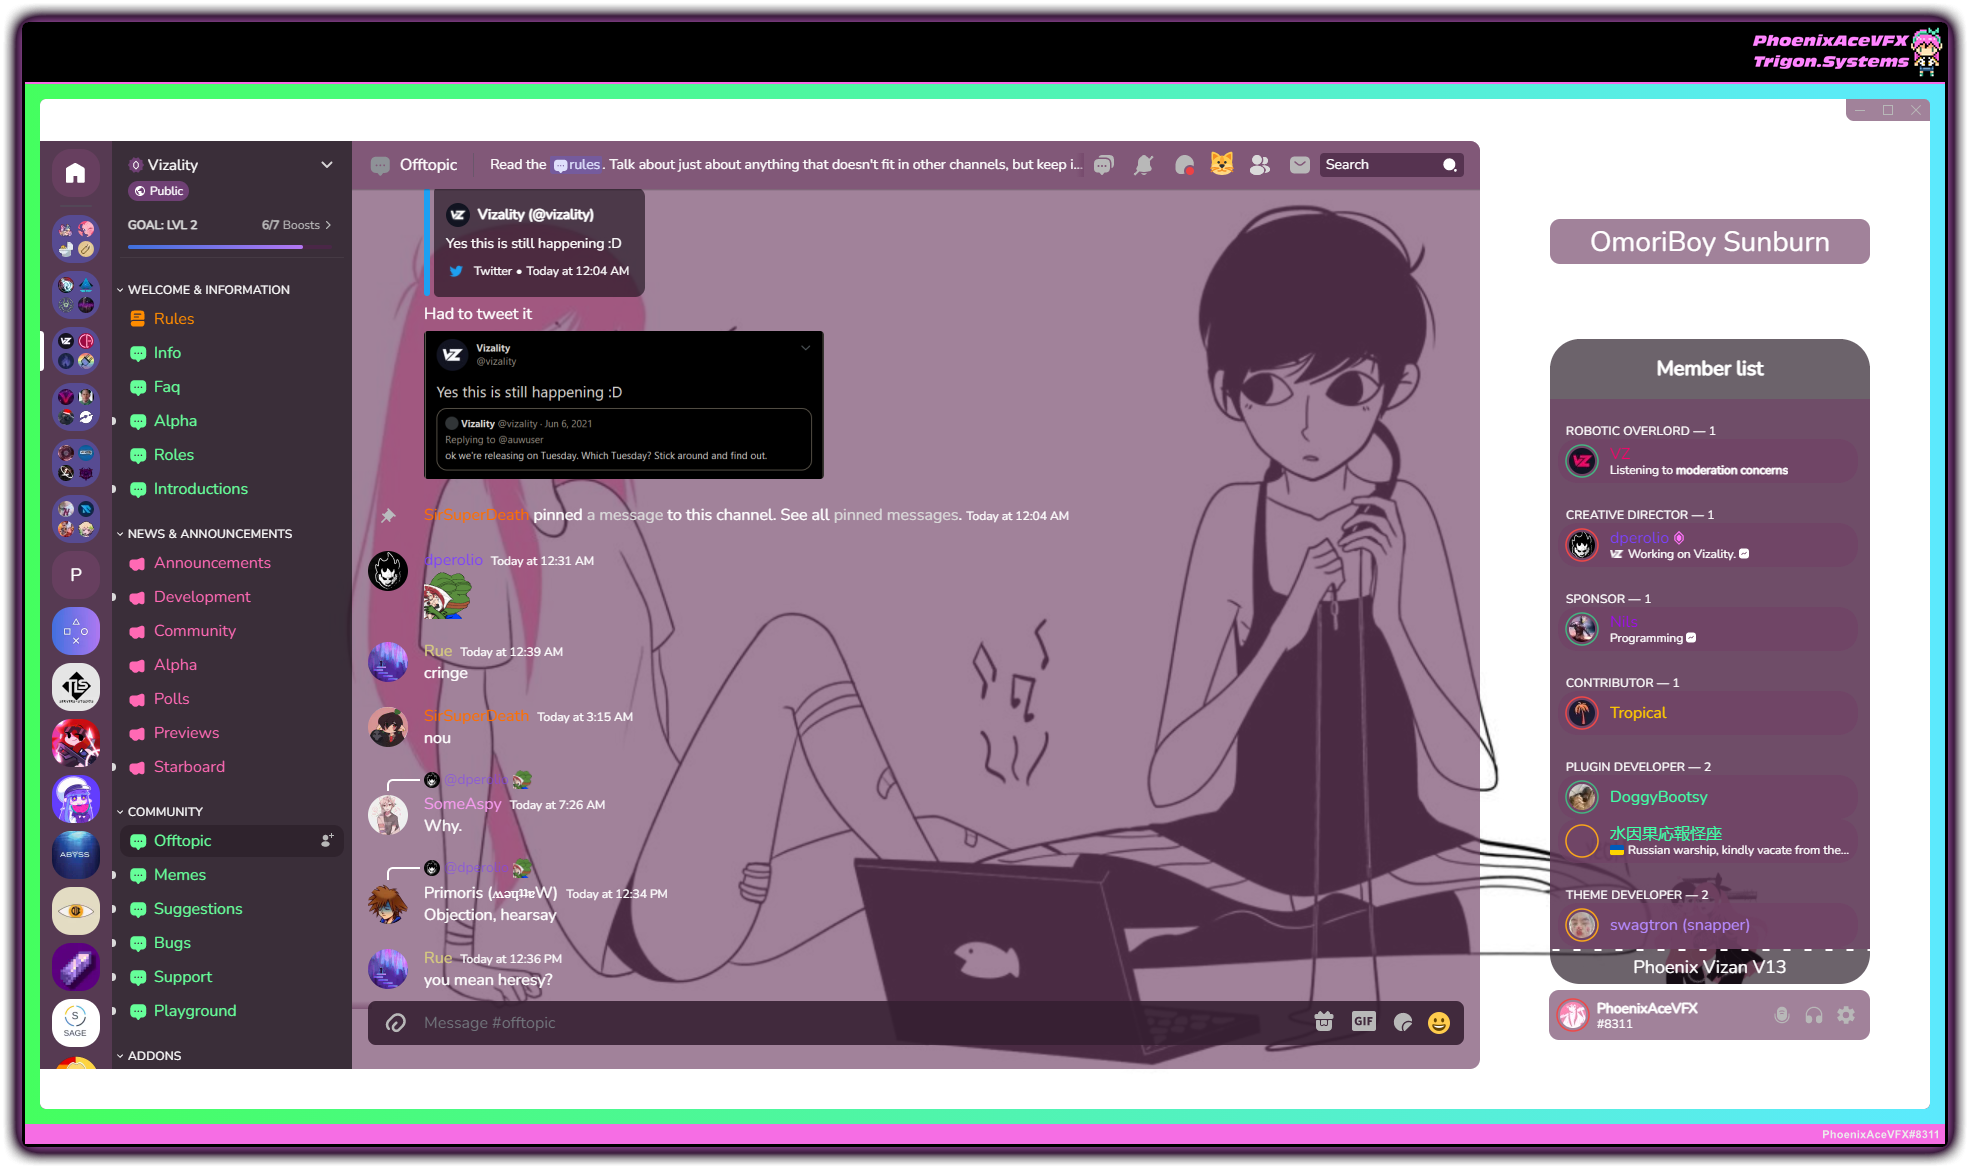 PhoenixAceVFX
Trigon.Systems
Vizality
Public
GOAL: LVL 2 6/7 Boosts
WELCOME & INFORMATION
Rules
Info
Faq
Alpha
Roles
Introductions
NEWS & ANNOUNCEMENTS
Announcements
Development
Community
Alpha
Polls
Previews
Starboard
COMMUNITY
Offtopic
Memes
Suggestions
Bugs
Support
Playground
ADDONS
P
TLS
ABYSS
S
SAGE
Offtopic Read the rules. Talk about just about anything that doesn't fit in other channels, but keep i... Search
Vizality (@vizality)
Yes this is still happening :D
Twitter • Today at 12:04 AM
Had to tweet it
Vizality
@vizality
Yes this is still happening :D
Vizality @vizality · Jun 6, 2021
Replying to @auwuser
ok we're releasing on Tuesday. Which Tuesday? Stick around and find out.
SirSuperDeath pinned a message to this channel. See all pinned messages. Today at 12:04 AM
dperolio Today at 12:31 AM
Rue Today at 12:39 AM
cringe
SirSuperDeath Today at 3:15 AM
nou
@dperolio
SomeAspy Today at 7:26 AM
Why.
@dperolio
Today at 12:34 PM
Objection, hearsay
Rue Today at 12:36 PM
you mean heresy?
Message #offtopic
GIF
OmoriBoy Sunburn
Member list
ROBOTIC OVERLORD — 1
VZ
Listening to moderation concerns
CREATIVE DIRECTOR — 1
dperolio
Working on Vizality.
SPONSOR — 1
Programming
CONTRIBUTOR — 1
Tropical
PLUGIN DEVELOPER — 2
DoggyBootsy
水因果応報怪座
Russian warship, kindly vacate from the...
THEME DEVELOPER — 2
swagtron (snapper)
Phoenix Vizan V13
PhoenixAceVFX
#8311
PhoenixAceVFX#8311